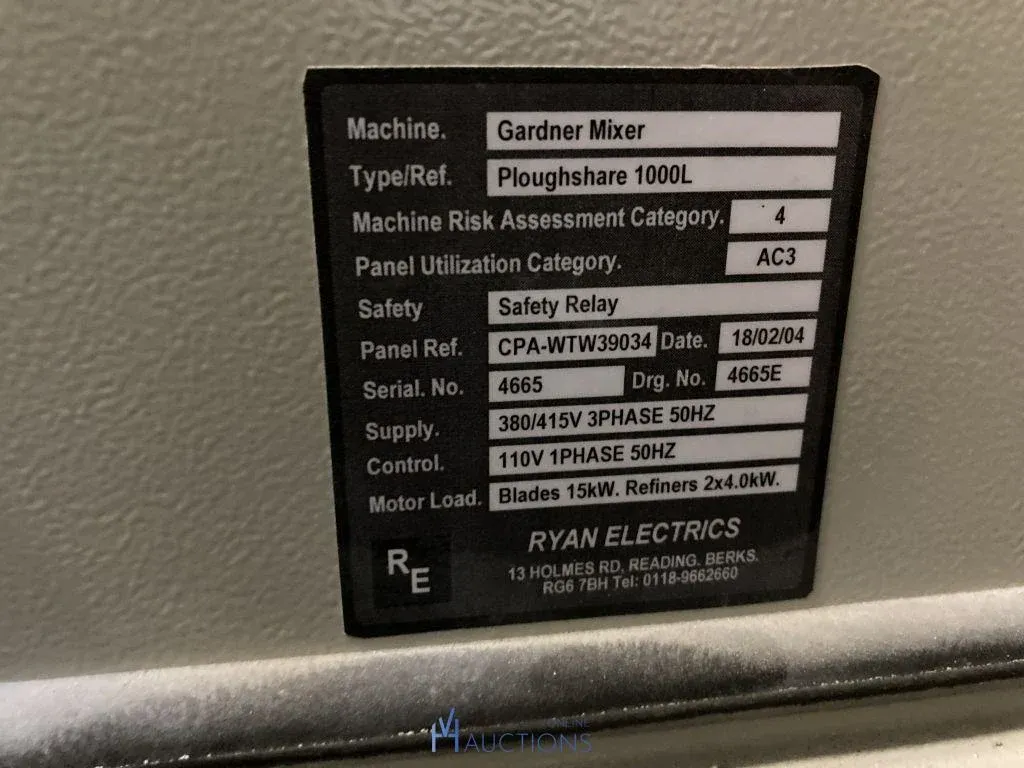 Machine. Gardner Mixer
Type/Ref. Ploughshare 1000L
Machine Risk Assessment Category. 4
Panel Utilization Category. AC3
Safety Safety Relay
Panel Ref. CPA-WTW39034 Date. 18/02/04
Serial. No. 4665 Drg. No. 4665E
Supply. 380/415V 3PHASE 50HZ
Control. 110V 1PHASE 50HZ
Motor Load. Blades 15kW. Refiners 2x4.0kW.
RE
RYAN ELECTRICS
13 HOLMES RD, READING. BERKS.
RG6 7BH Tel: 0118-9662660
ONLINE
AUCTIONS